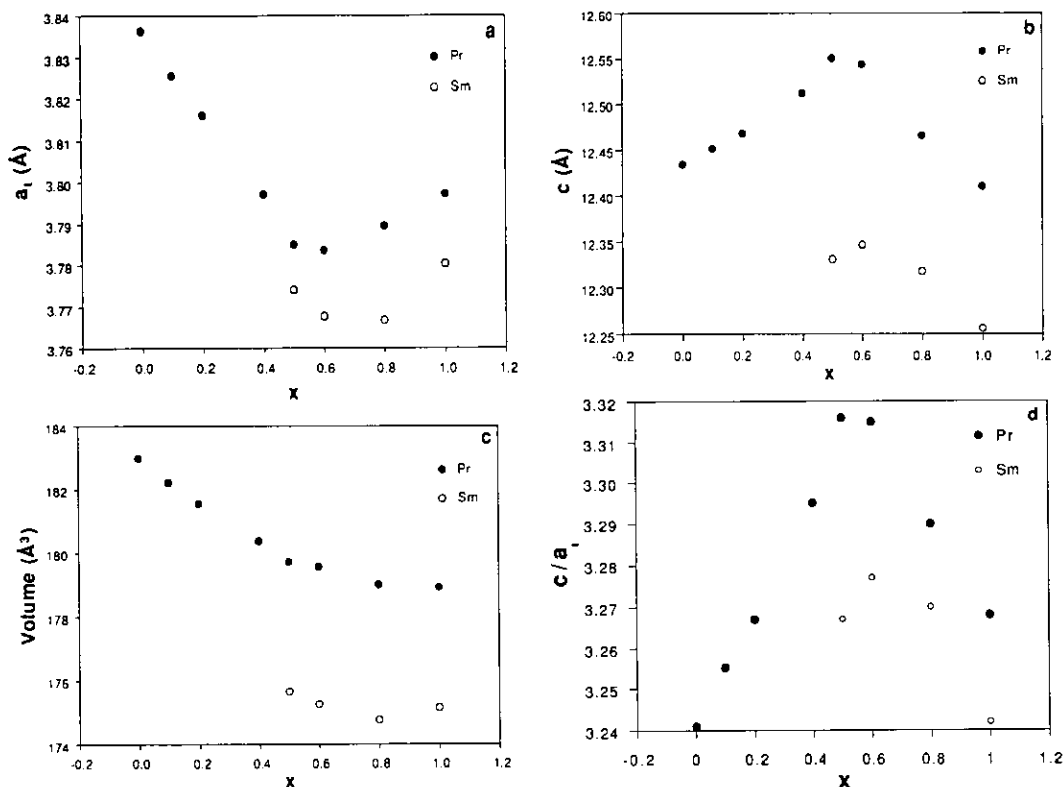 a
Pr
Sm
3.84
3.83
3.82
3.81
3.80
3.79
3.78
3.77
3.76
-0.2 0.0 0.2 0.4 0.6 0.8 1.0 1.2
a_t (Å)
X
b
Pr
Sm
12.60
12.55
12.50
12.45
12.40
12.35
12.30
12.25
-0.2 0.0 0.2 0.4 0.6 0.8 1.0 1.2
c (Å)
X
c
Pr
Sm
184
182
180
178
176
174
-0.2 0.0 0.2 0.4 0.6 0.8 1.0 1.2
Volume (Å³)
X
d
Pr
Sm
3.32
3.31
3.30
3.29
3.28
3.27
3.26
3.25
3.24
-0.2 0 0.2 0.4 0.6 0.8 1 1.2
c/a_t
X